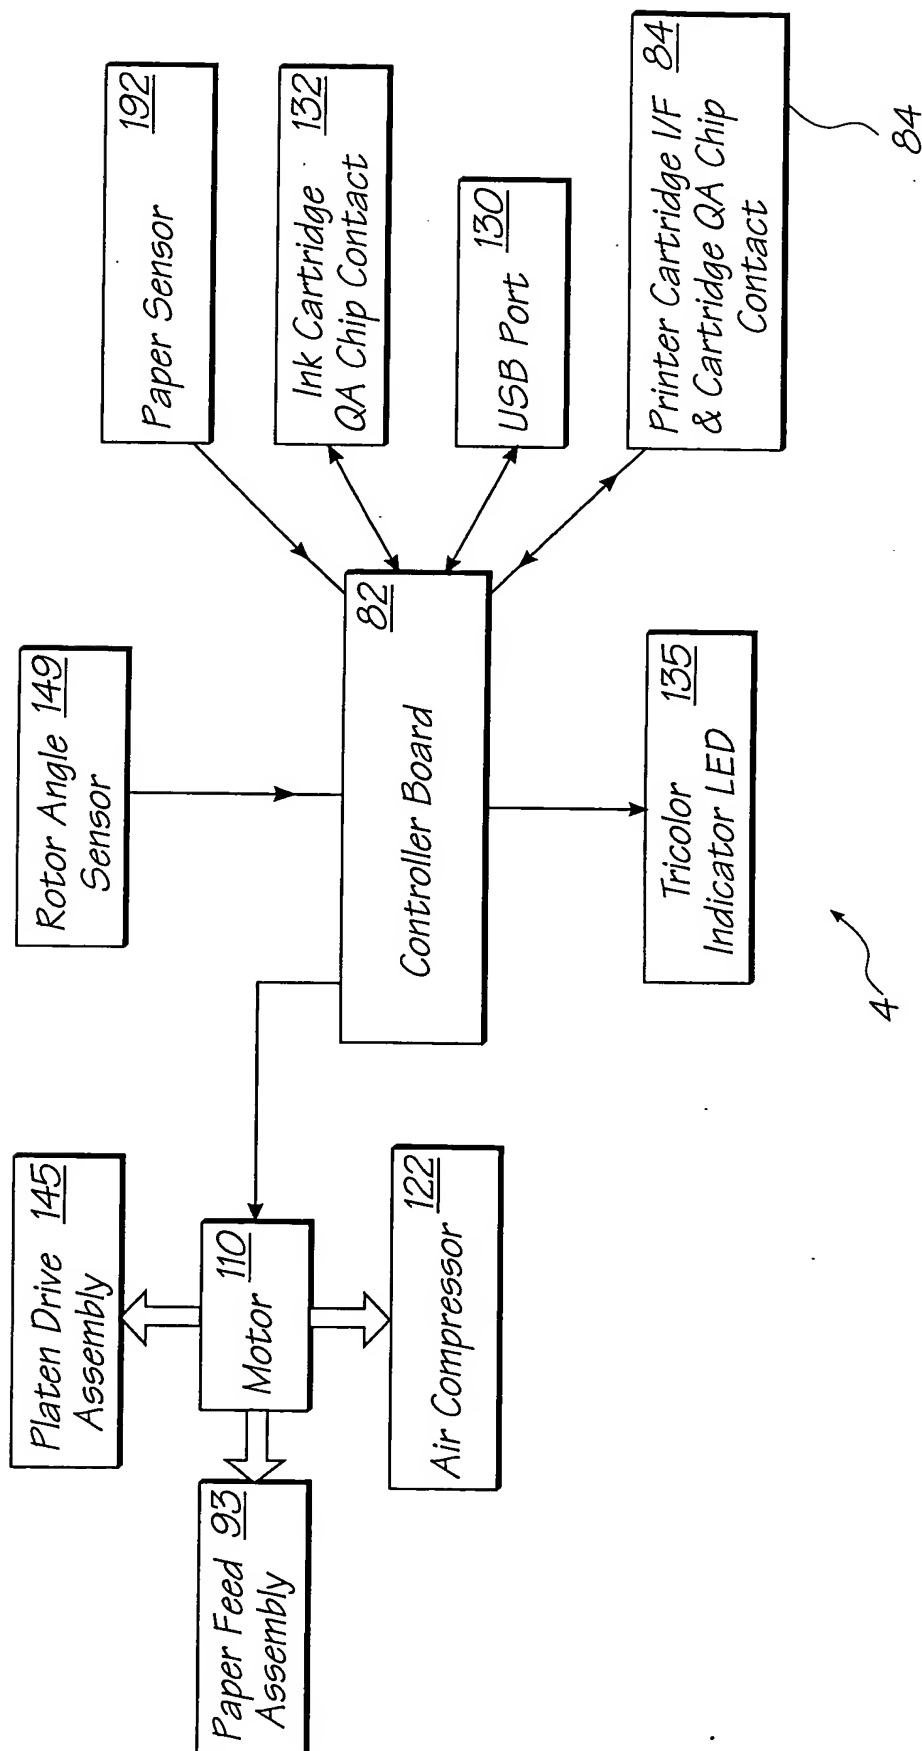 Paper Feed 93
Assembly
Platen Drive 145
Assembly
Motor 110
Air Compressor 122
Rotor Angle 149
Sensor
Controller Board 82
Tricolor 135
Indicator LED
Paper Sensor 192
Ink Cartridge 132
QA Chip Contact
USB Port 130
Printer Cartridge I/F 84
& Cartridge QA Chip
Contact
84
4